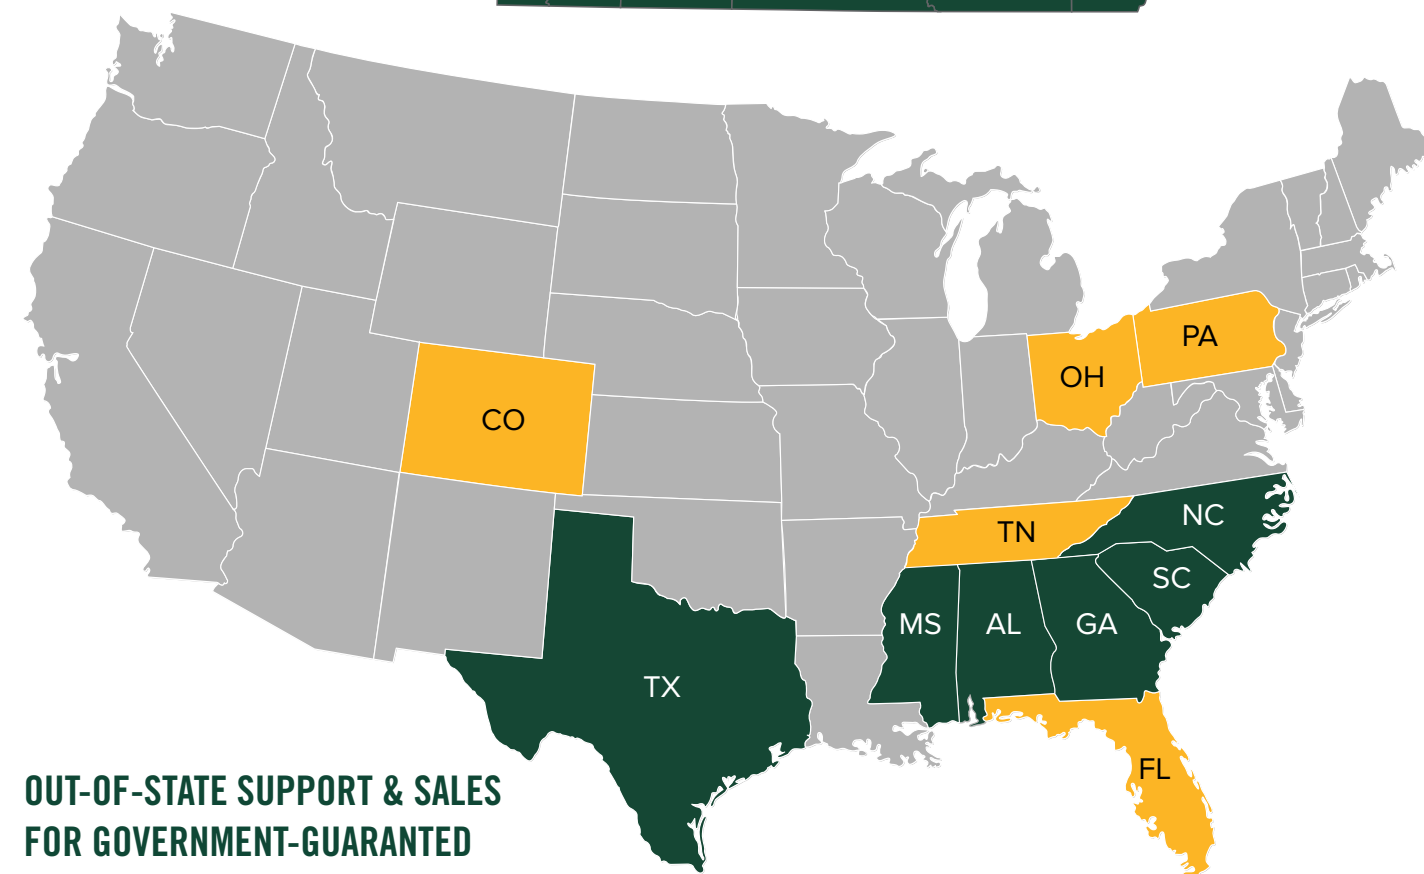 PA
OH
CO
NC
TN
SC
MS
AL
GA
TX
FL
OUT-OF-STATE SUPPORT & SALES
FOR GOVERNMENT-GUARANTED